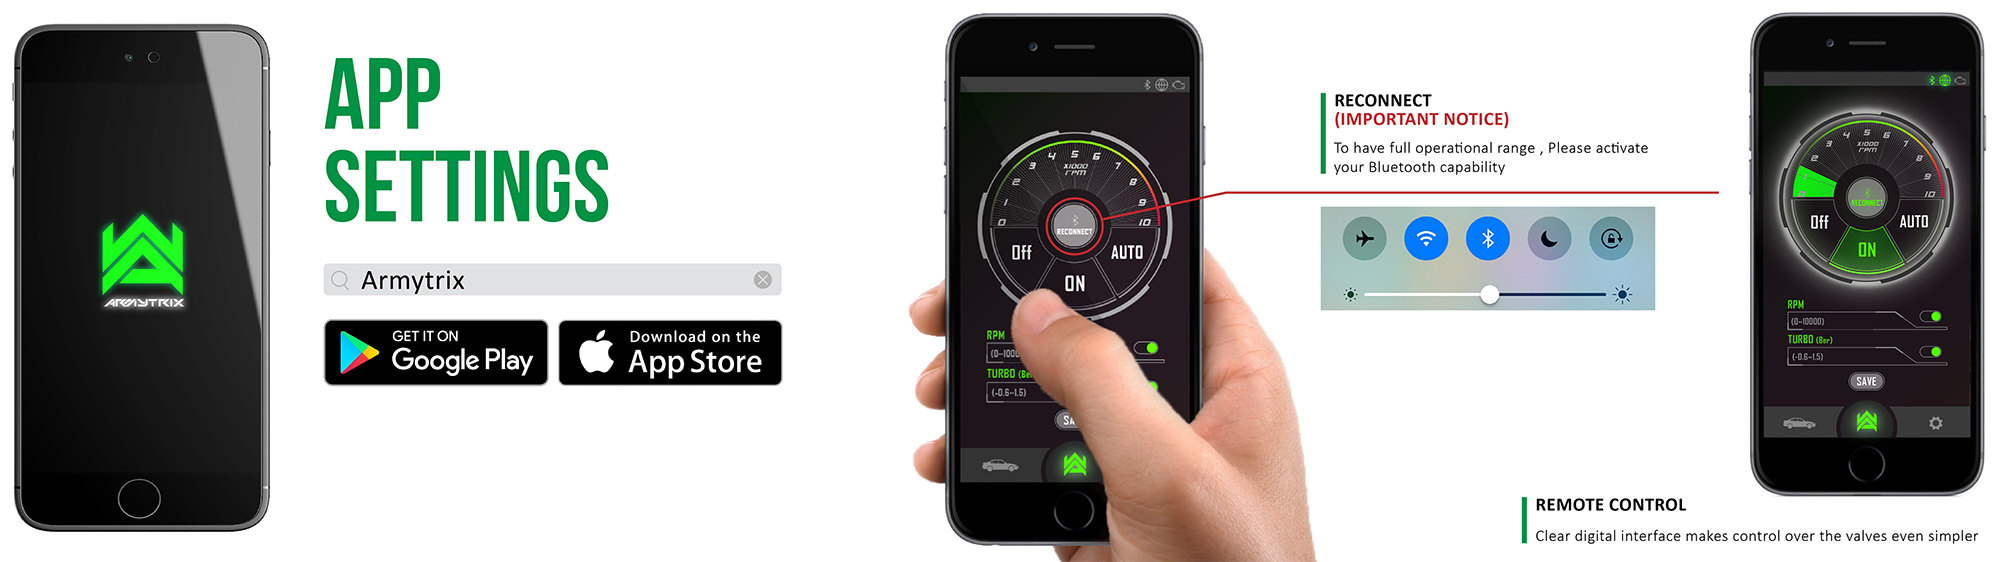 ARMYTRIX
APP
SETTINGS
Armytrix
GET IT ON
Google Play
Download on the
App Store
0 1 2 3 4 5 6 7 8 9 10
X1000
rpm
RECONNECT
Off
ON
AUTO
RPM
(0-1000
TURBO (Bar)
(-0.6~1.5)
SA
RECONNECT
(IMPORTANT NOTICE)
To have full operational range , Please activate
your Bluetooth capability
0 1 2 3 4 5 6 7 8 9 10
X1000
rpm
RECONNECT
Off
ON
AUTO
RPM
(0-10000)
TURBO (Bar)
(-0.6~1.5)
SAVE
REMOTE CONTROL
Clear digital interface makes control over the valves even simpler